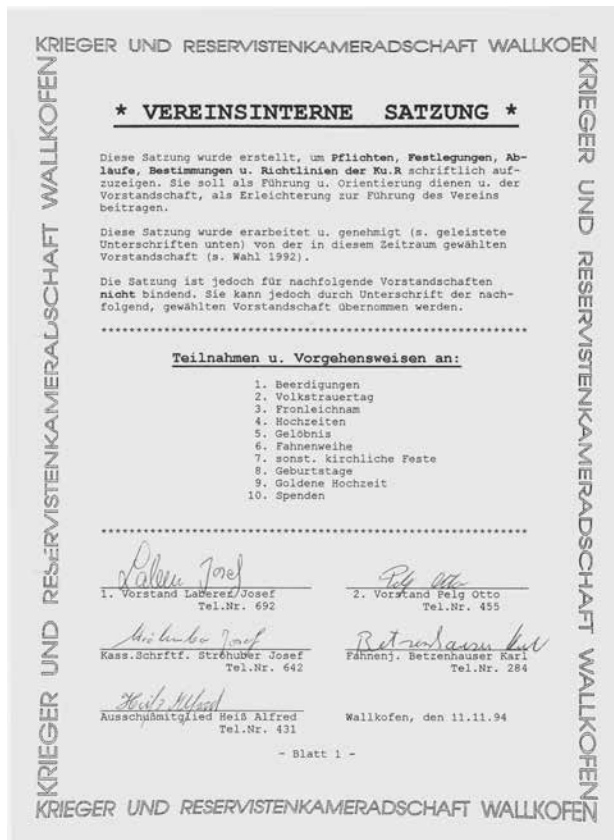 KRIEGER UND RESERVISTENKAMERADSCHAFT WALLKOEN
KRIEGER UND RESERVISTENKAMERADSCHAFT WALLKOFEN
KRIEGER UND RESERVISTENKAMERADSCHAFT WALLKOFEN
* VEREINSINTERNE SATZUNG *
Diese Satzung wurde erstellt, um Pflichten, Festlegungen, Ab-
läufe, Bestimmungen u. Richtlinien der Ku.R schriftlich auf-
zuzeigen. Sie soll als Führung u. Orientierung dienen u. der
Vorstandschaft, als Erleichterung zur Führung des Vereins
beitragen.
Diese Satzung wurde erarbeitet u. genehmigt (s. geleistete
Unterschriften unten) von der in diesem Zeitraum gewählten
Vorstandschaft (s. Wahl 1992).
Die Satzung ist jedoch für nachfolgende Vorstandschaften
nicht bindend. Sie kann jedoch durch Unterschrift der nach-
folgend, gewählten Vorstandschaft übernommen werden.
******************************************************************
Teilnahmen u. Vorgehensweisen an:
1. Beerdigungen
2. Volkstrauertag
3. Fronleichnam
4. Hochzeiten
5. Gelöbnis
6. Fahnenweihe
7. sonst. kirchliche Feste
8. Geburtstage
9. Goldene Hochzeit
10. Spenden
******************************************************************
Laberer Josef Pelg Otto
1. Vorstand Laberer Josef 2. Vorstand Pelg Otto
Tel.Nr. 692 Tel.Nr. 455
Ströhuber Josef Betzenhauser Karl
Kass.Schrftf. Ströhuber Josef Fahnenj. Betzenhauser Karl
Tel.Nr. 642 Tel.Nr. 284
Heiß Alfred
Ausschußmitglied Heiß Alfred Wallkofen, den 11.11.94
Tel.Nr. 431
- Blatt 1 -
KRIEGER UND RESERVISTENKAMERADSCHAFT WALLKOFEN